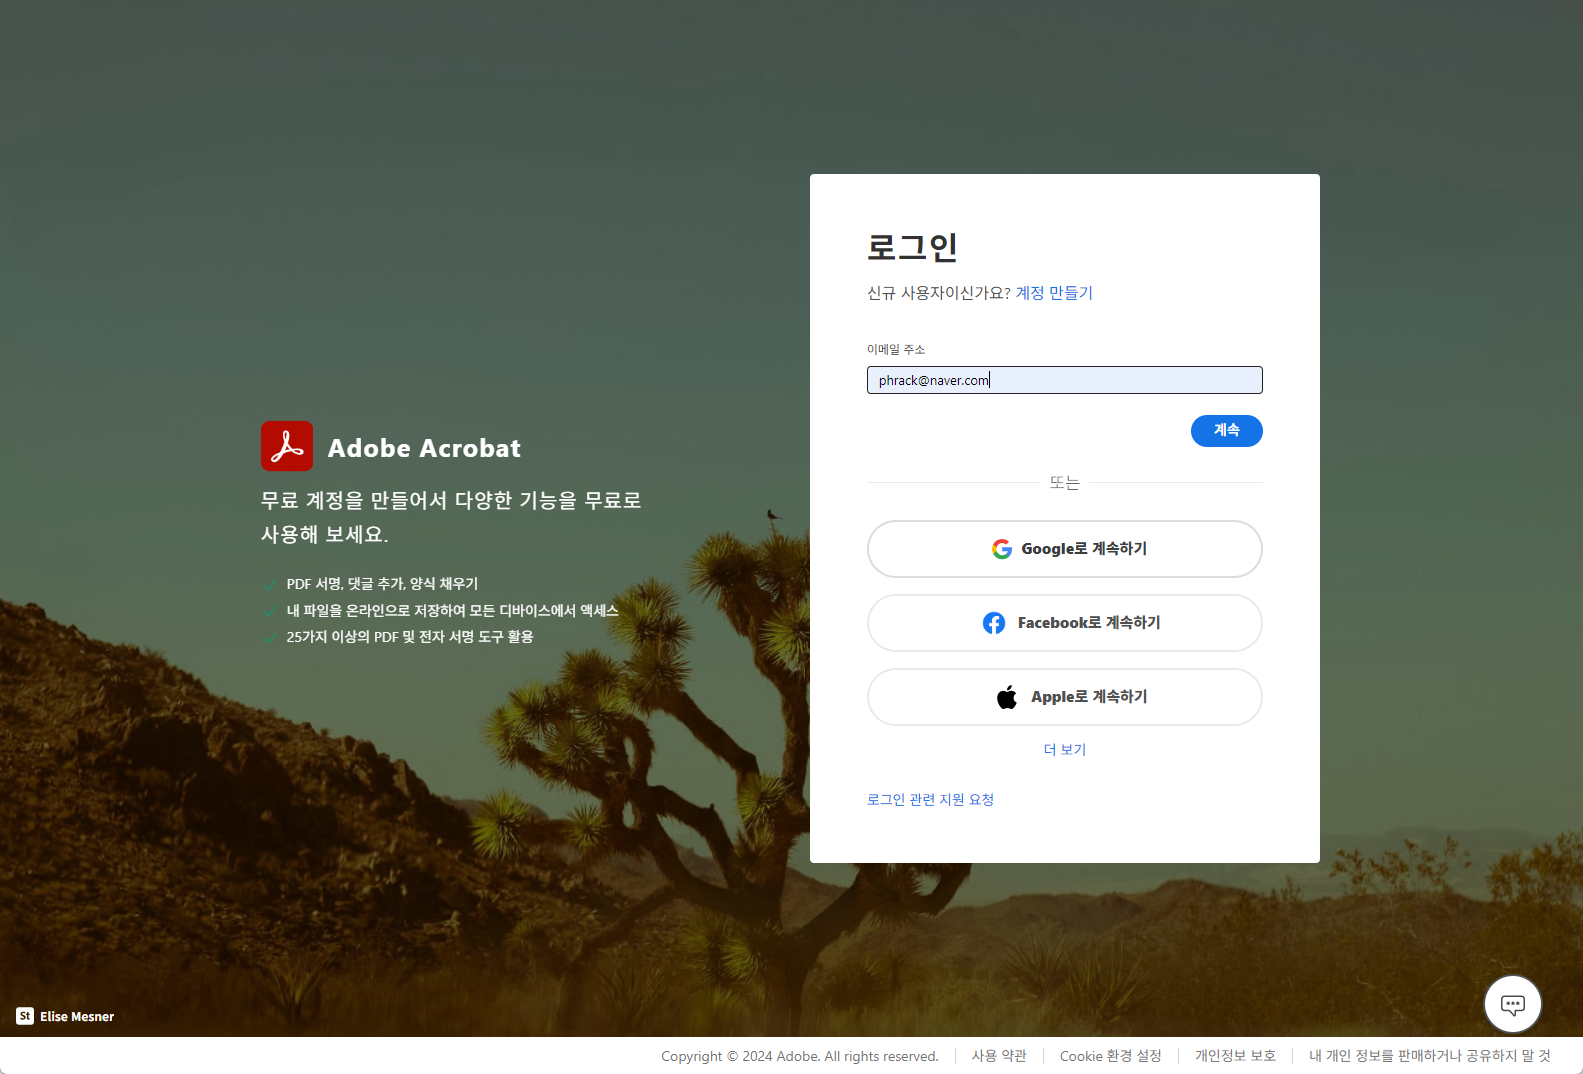 Adobe Acrobat
무료 계정을 만들어서 다양한 기능을 무료로
사용해 보세요.
PDF 서명, 댓글 추가, 양식 채우기
내 파일을 온라인으로 저장하여 모든 디바이스에서 액세스
25가지 이상의 PDF 및 전자 서명 도구 활용
로그인
신규 사용자이신가요? 계정 만들기
이메일 주소
phrack@naver.com
계속
또는
Google로 계속하기
Facebook로 계속하기
Apple로 계속하기
더 보기
로그인 관련 지원 요청
St Elise Mesner
Copyright © 2024 Adobe. All rights reserved. 사용 약관 Cookie 환경 설정 개인정보 보호 내 개인 정보를 판매하거나 공유하지 말 것